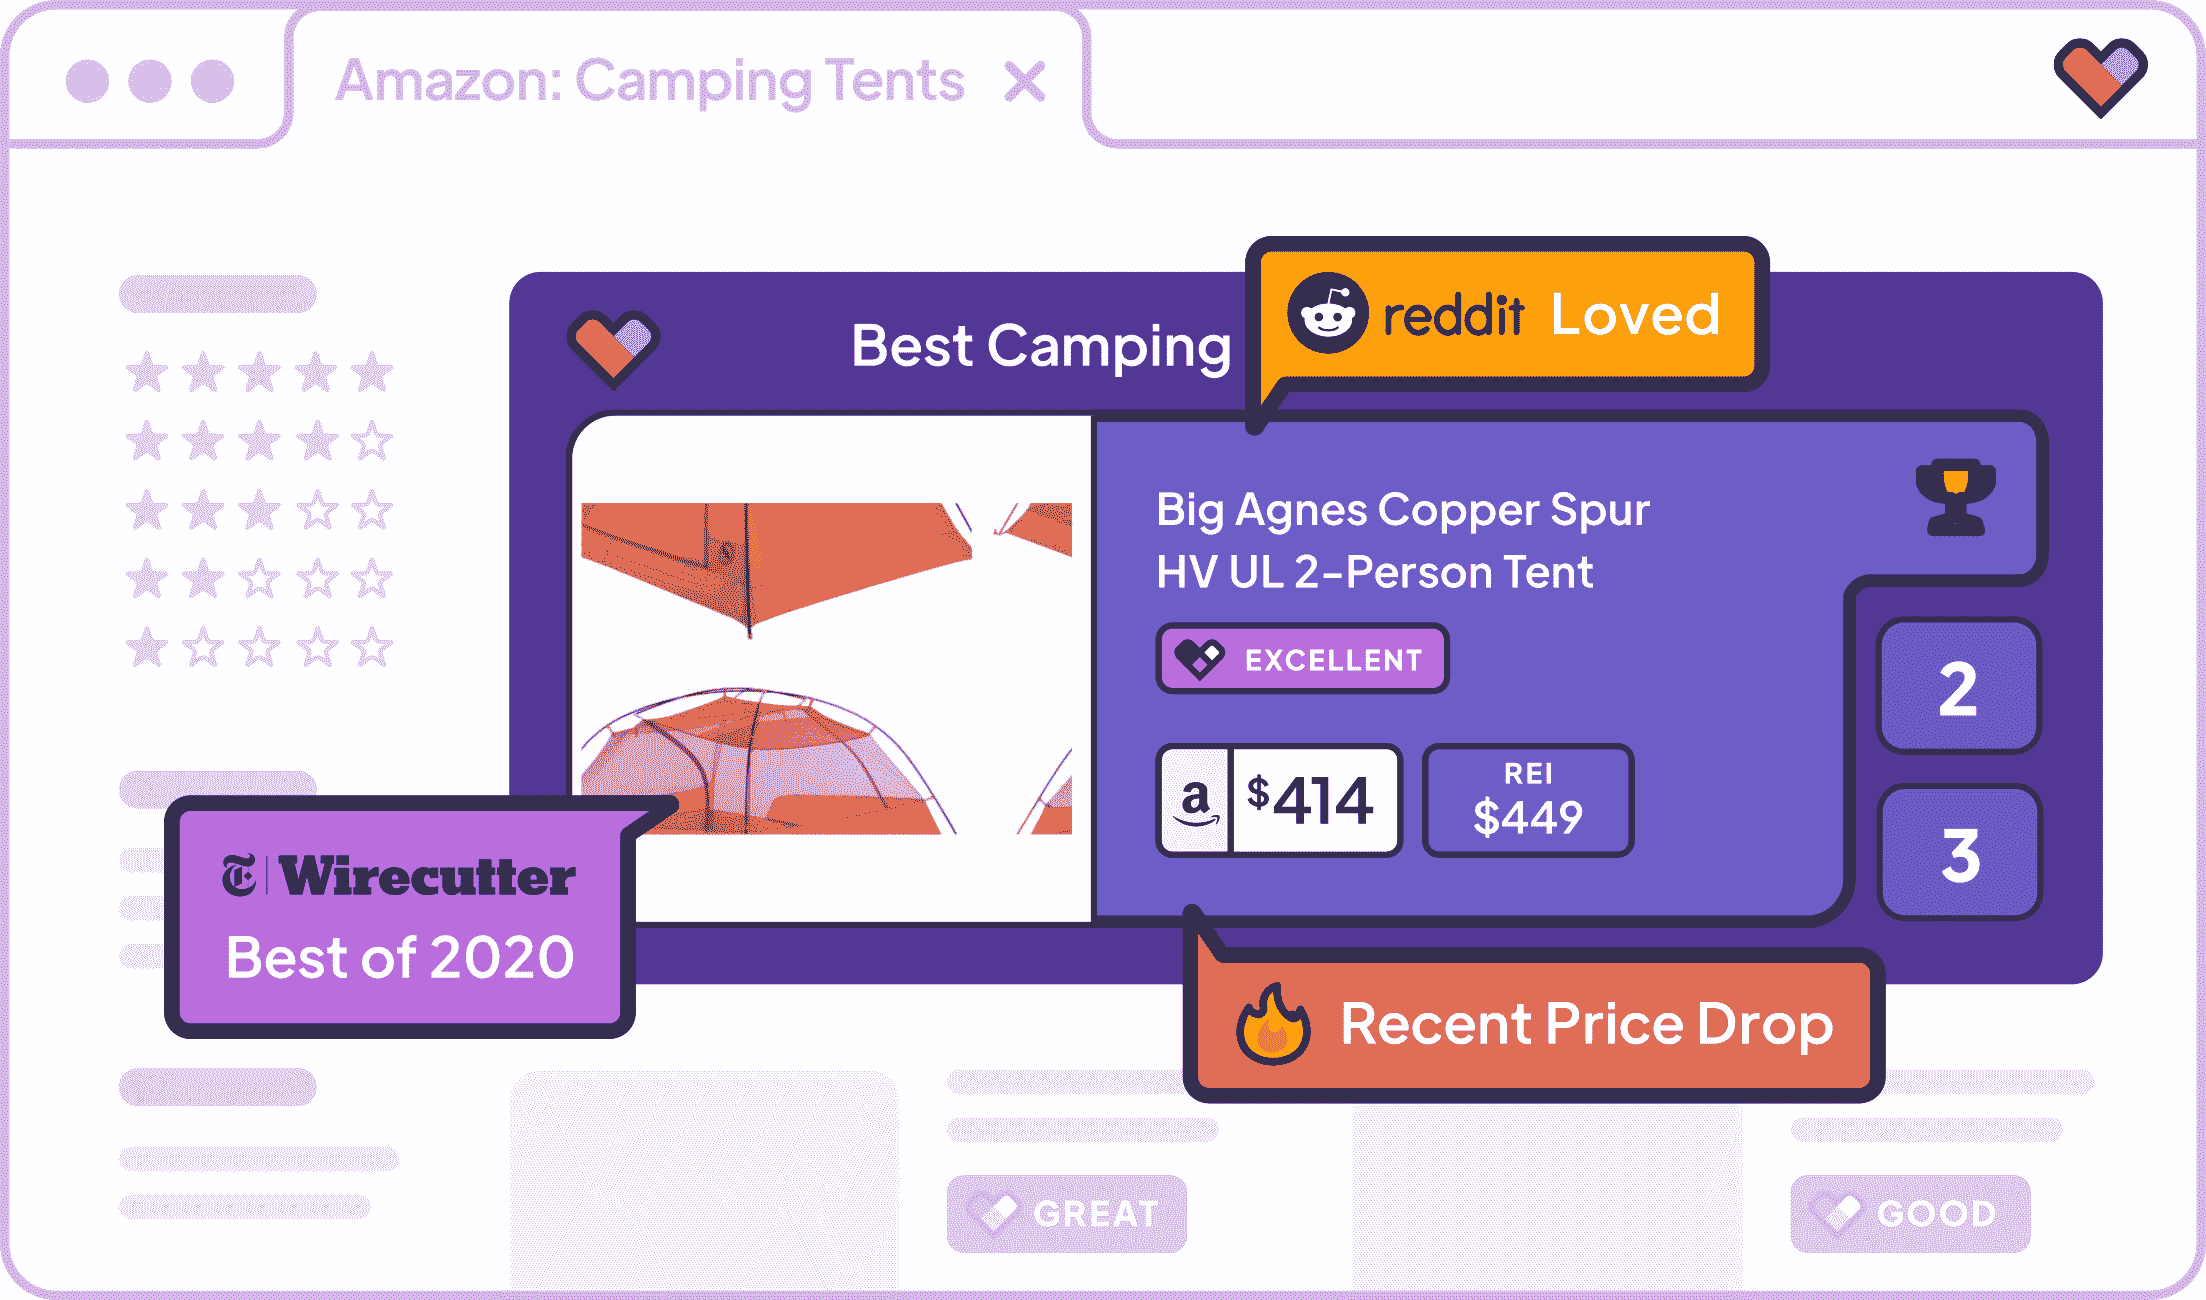 Amazon: Camping Tents
reddit Loved
Best Camping
Big Agnes Copper Spur
HV UL 2-Person Tent
EXCELLENT
a $414
REI
$449
2
3
Wirecutter
Best of 2020
Recent Price Drop
GREAT
GOOD